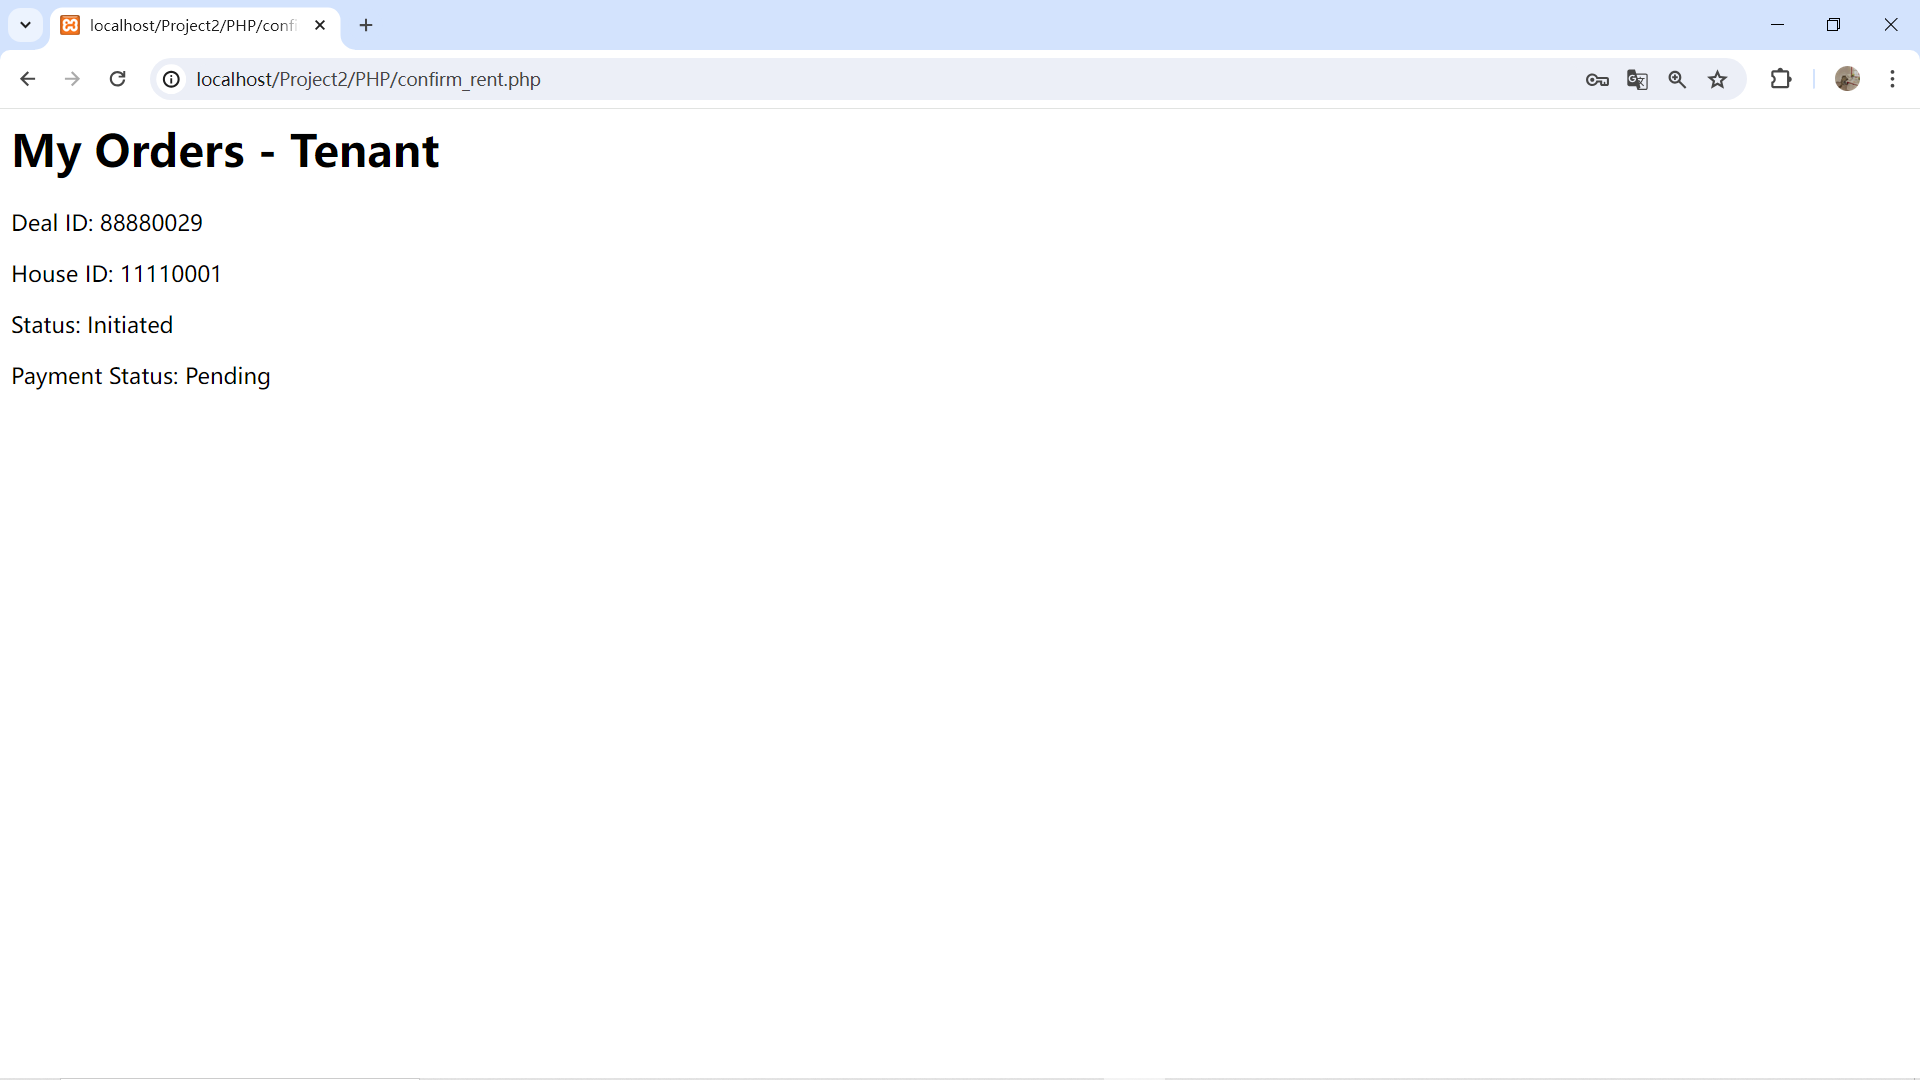 localhost/Project2/PHP/confi
localhost/Project2/PHP/confirm_rent.php
My Orders - Tenant
Deal ID: 88880029
House ID: 11110001
Status: Initiated
Payment Status: Pending